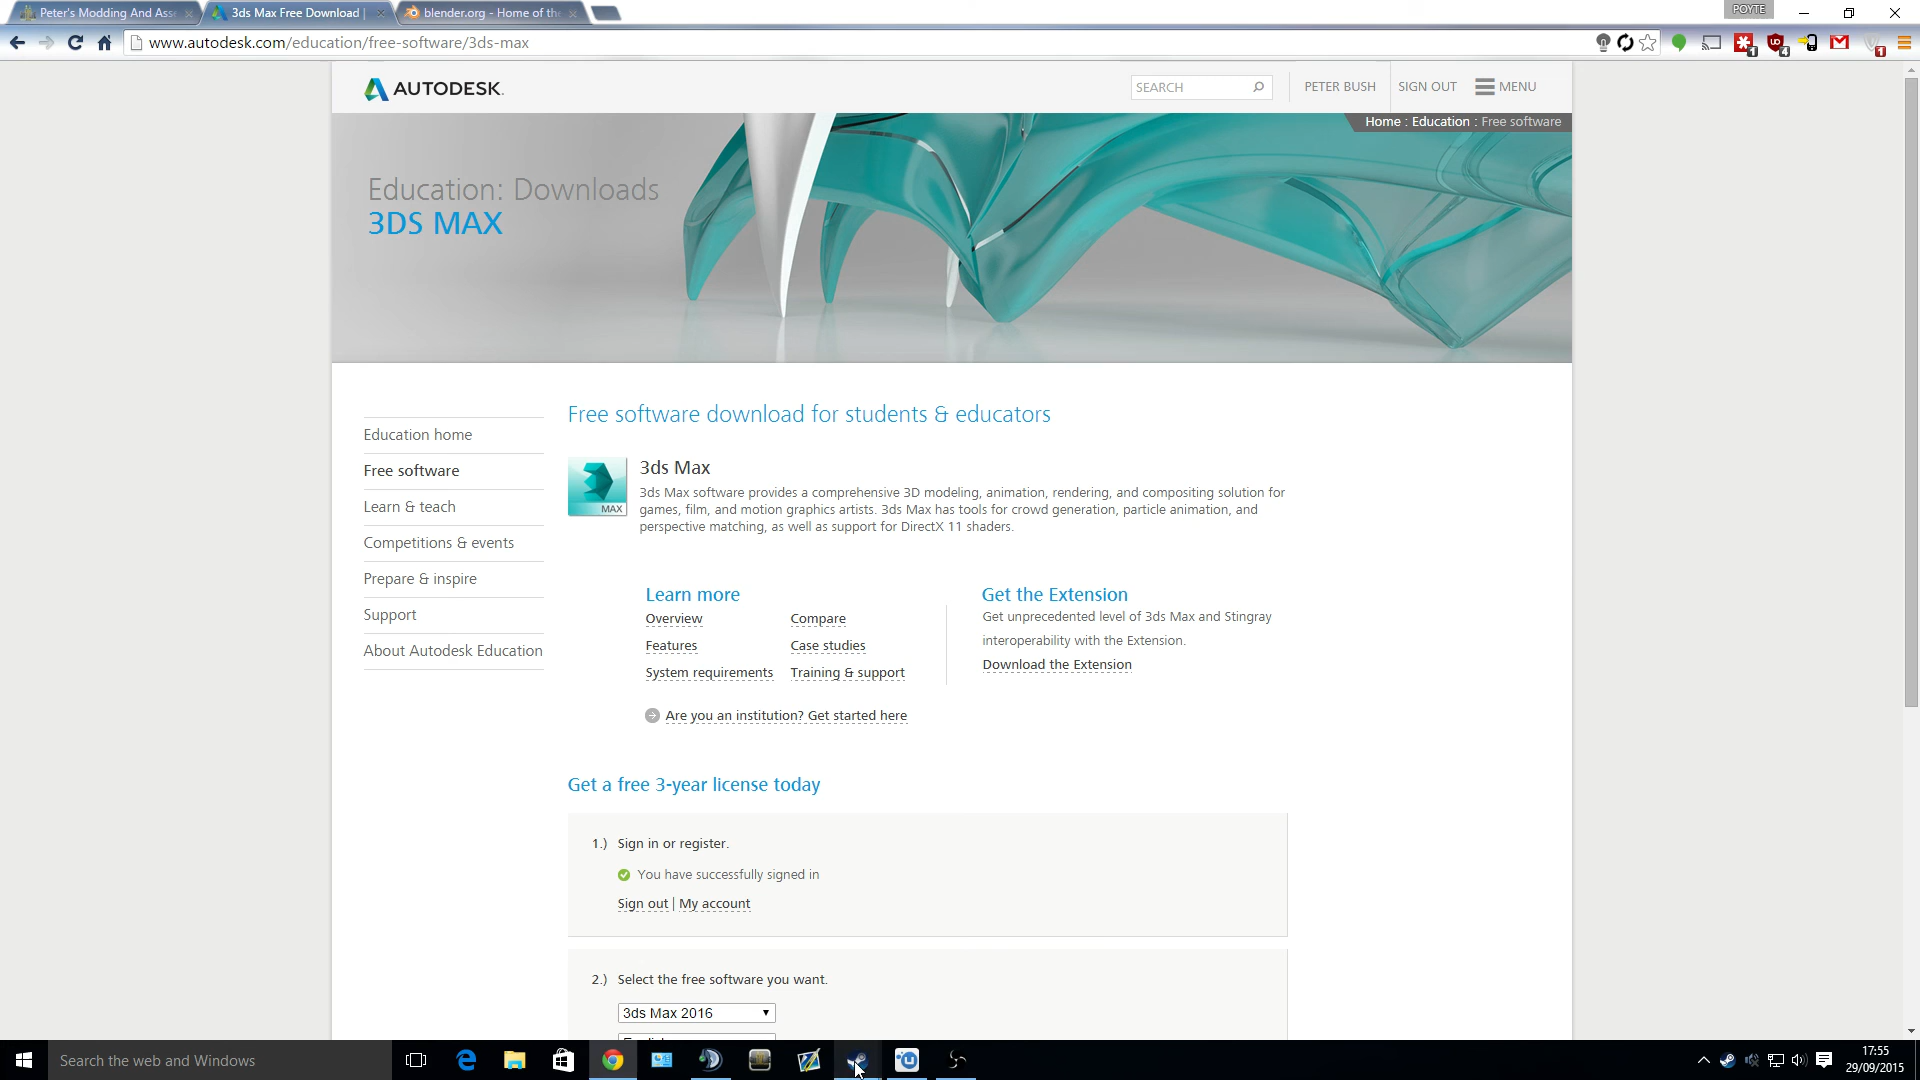 Peter's Modding And Asse
3ds Max Free Download |
blender.org - Home of the
POYTE
www.autodesk.com/education/free-software/3ds-max
1
4
1
AUTODESK.
SEARCH
PETER BUSH
SIGN OUT
MENU
Home : Education : Free software
Education: Downloads
3DS MAX
Free software download for students & educators
Education home
Free software
Learn & teach
Competitions & events
Prepare & inspire
Support
About Autodesk Education
MAX
3ds Max
3ds Max software provides a comprehensive 3D modeling, animation, rendering, and compositing solution for
games, film, and motion graphics artists. 3ds Max has tools for crowd generation, particle animation, and
perspective matching, as well as support for DirectX 11 shaders.
Learn more
Overview
Compare
Features
Case studies
System requirements
Training & support
Get the Extension
Get unprecedented level of 3ds Max and Stingray
interoperability with the Extension.
Download the Extension
Are you an institution? Get started here
Get a free 3-year license today
1.) Sign in or register.
You have successfully signed in
Sign out | My account
2.) Select the free software you want.
3ds Max 2016
Search the web and Windows
17:55
29/09/2015